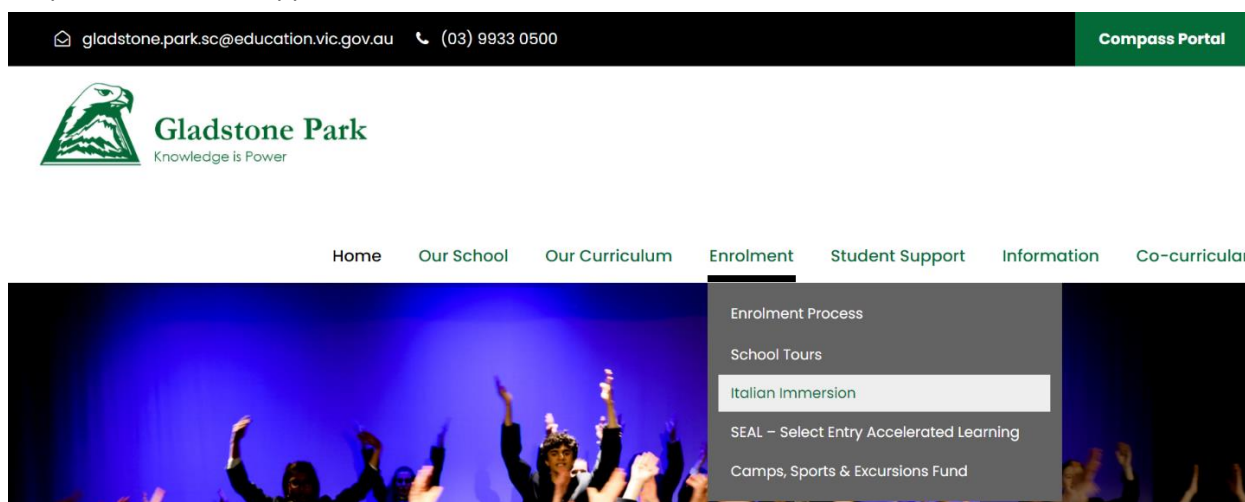 gladstone.park.sc@education.vic.gov.au (03) 9933 0500 Compass Portal
Gladstone Park
Knowledge is Power
Home Our School Our Curriculum Enrolment Student Support Information Co-curricular
Enrolment Process
School Tours
Italian Immersion
SEAL – Select Entry Accelerated Learning
Camps, Sports & Excursions Fund